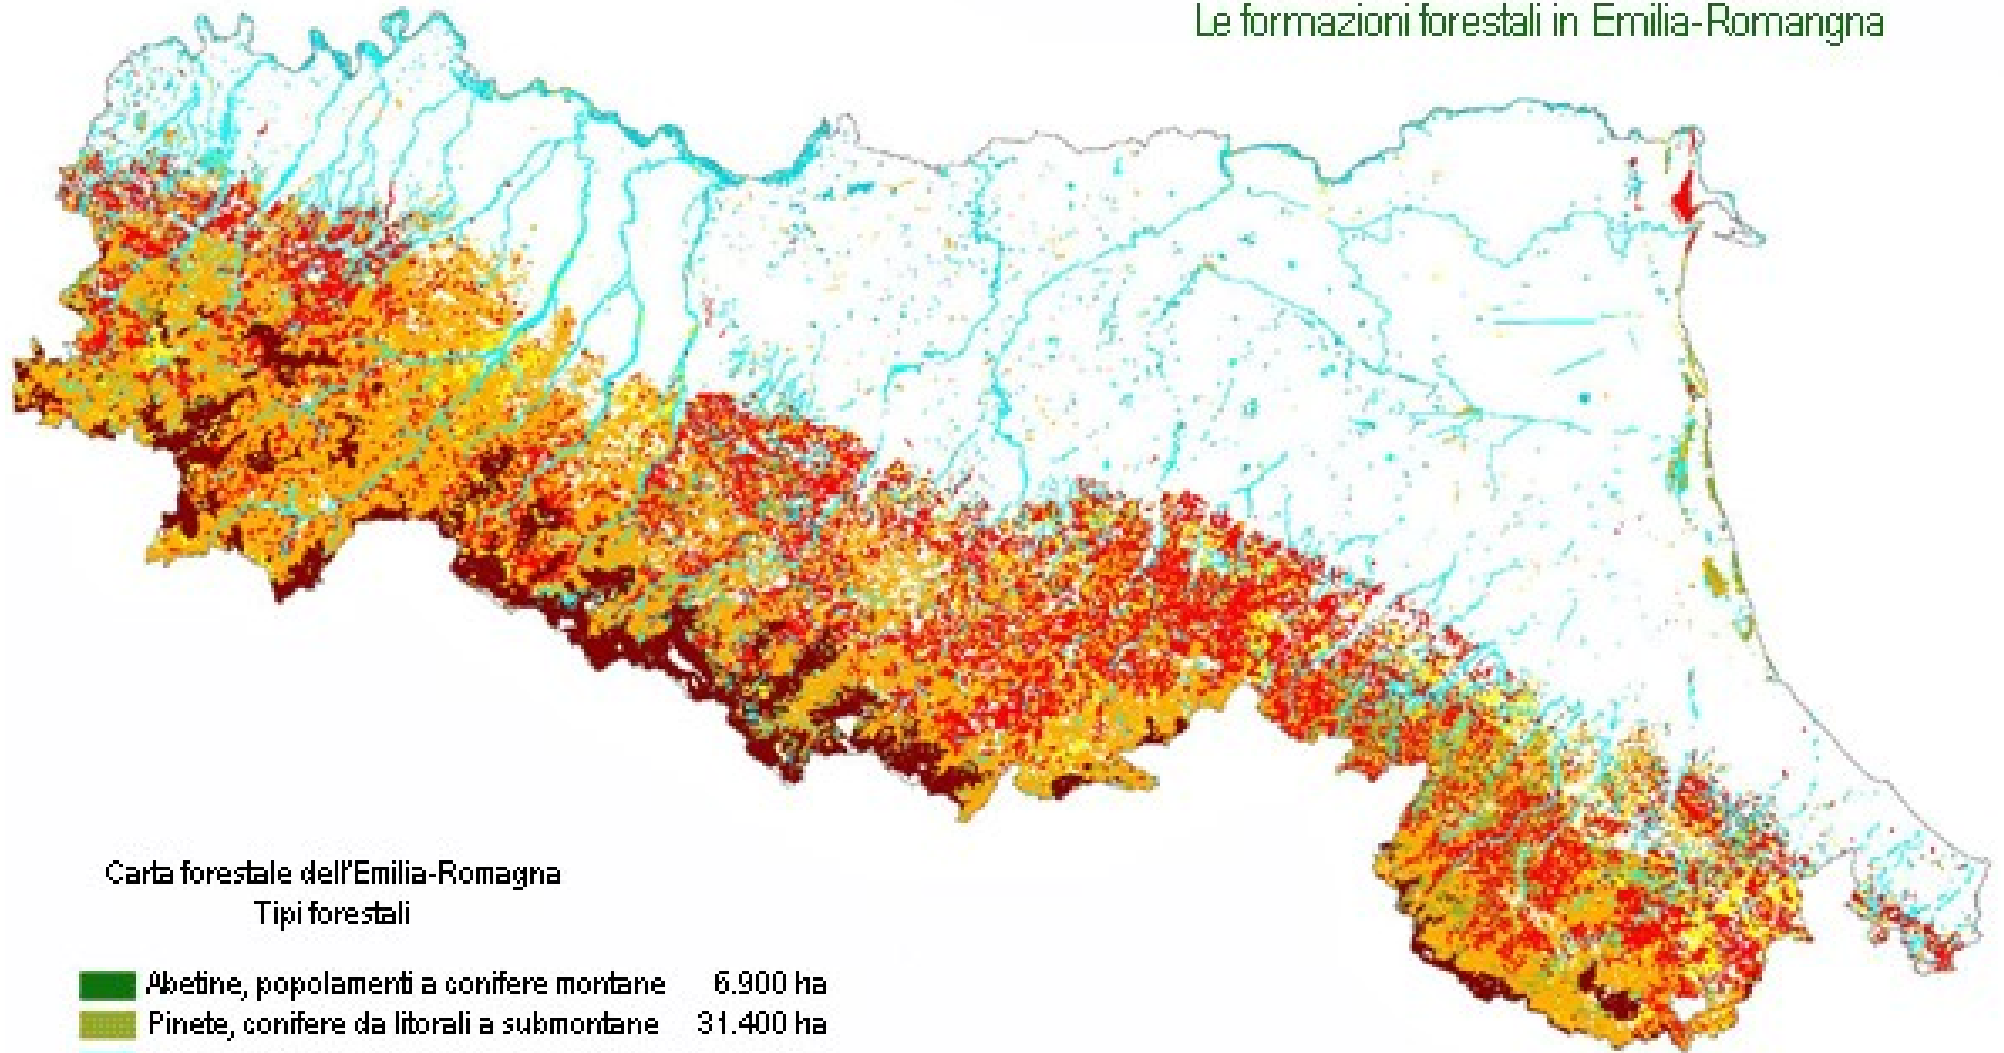 Le formazioni forestali in Emilia-Romangna
Carta forestale dell'Emilia-Romagna
Tipi forestali
Abetine, popolamenti a conifere montane 6.900 ha
Pinete, conifere da litorali a submontane 31.400 ha